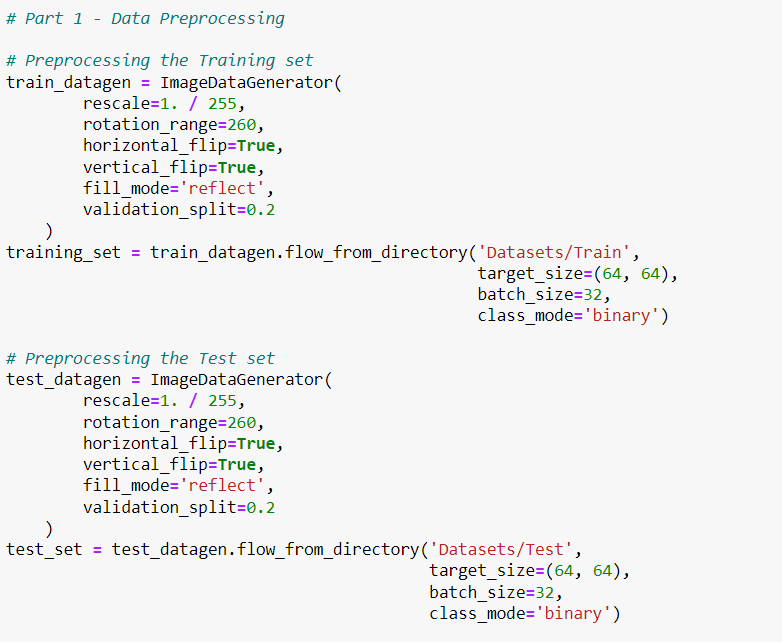 # Part 1 - Data Preprocessing
# Preprocessing the Training set
train_datagen = ImageDataGenerator(
rescale=1. / 255,
rotation_range=260,
horizontal_flip=True,
vertical_flip=True,
fill_mode='reflect',
validation_split=0.2
)
training_set = train_datagen.flow_from_directory('Datasets/Train',
target_size=(64, 64),
batch_size=32,
class_mode='binary')
# Preprocessing the Test set
test_datagen = ImageDataGenerator(
rescale=1. / 255,
rotation_range=260,
horizontal_flip=True,
vertical_flip=True,
fill_mode='reflect',
validation_split=0.2
)
test_set = test_datagen.flow_from_directory('Datasets/Test',
target_size=(64, 64),
batch_size=32,
class_mode='binary')